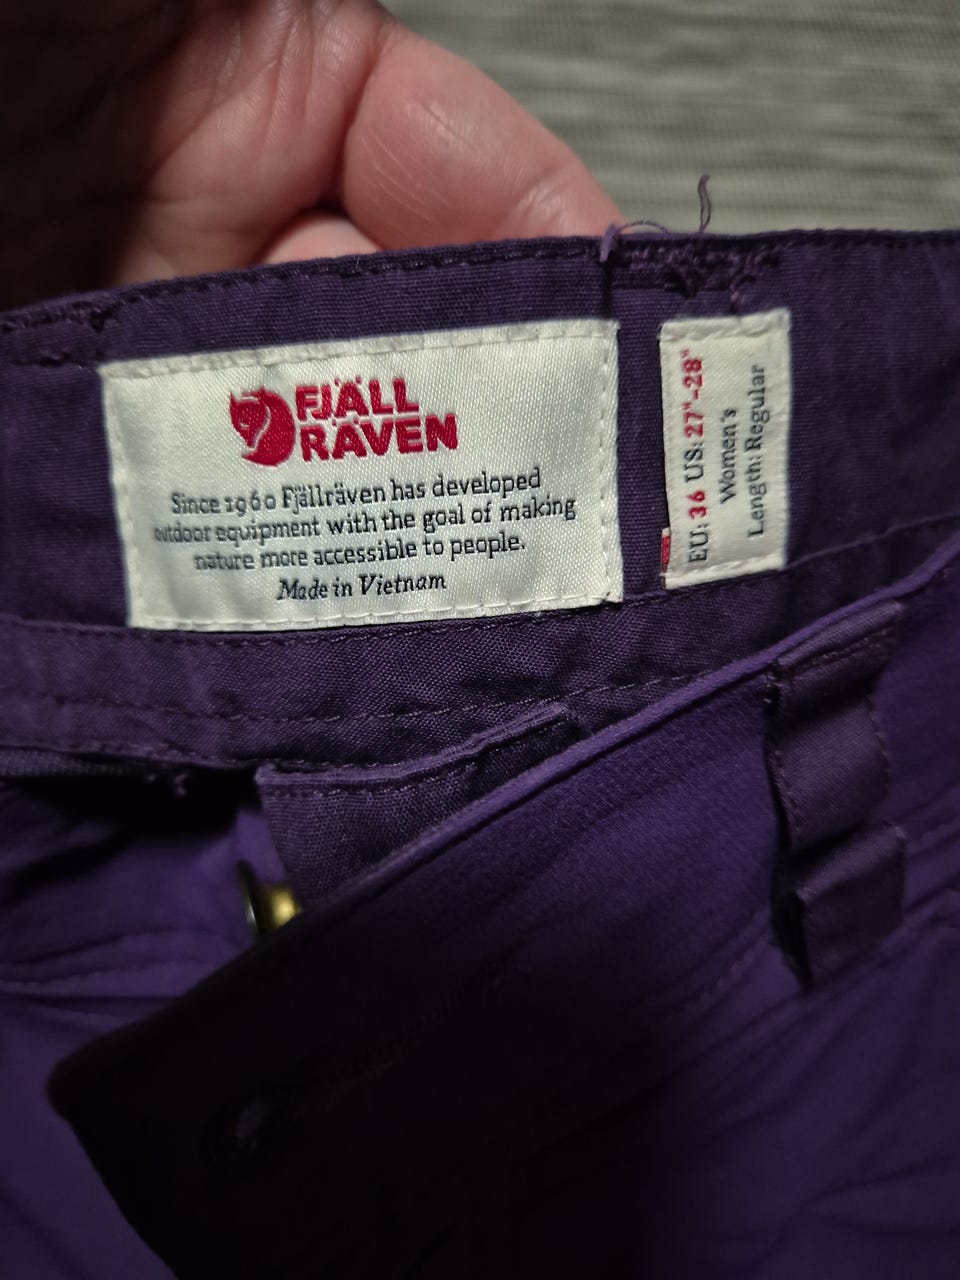 FJÄLL
RÄVEN
Since 1960 Fjällräven has developed
outdoor equipment with the goal of making
nature more accessible to people.
Made in Vietnam
EU: 36 US: 27"-28"
Women's
Length: Regular